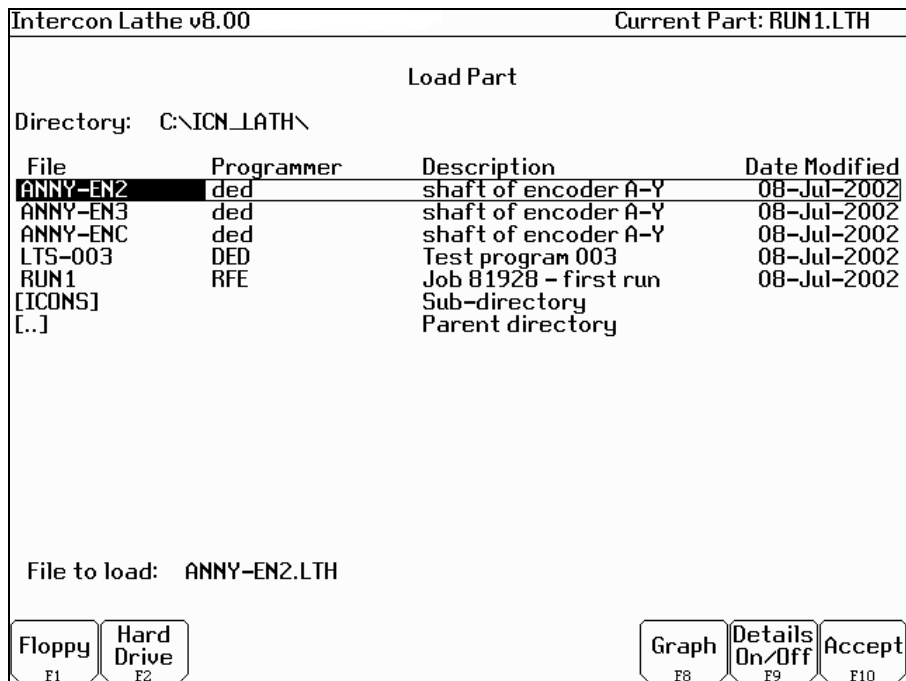 Intercon Lathe v8.00 Current Part: RUN1.LTH
Load Part
Directory: C:\ICN_LATH\
File Programmer Description Date Modified
ANNY-EN2 ded shaft of encoder A-Y 08-Jul-2002
ANNY-EN3 ded shaft of encoder A-Y 08-Jul-2002
ANNY-ENC ded shaft of encoder A-Y 08-Jul-2002
LTS-003 DED Test program 003 08-Jul-2002
RUN1 RFE Job 81928 - first run 08-Jul-2002
[ICONS] Sub-directory
[..] Parent directory
File to load: ANNY-EN2.LTH
Floppy F1
Hard Drive F2
Graph F8
Details On/Off F9
Accept F10